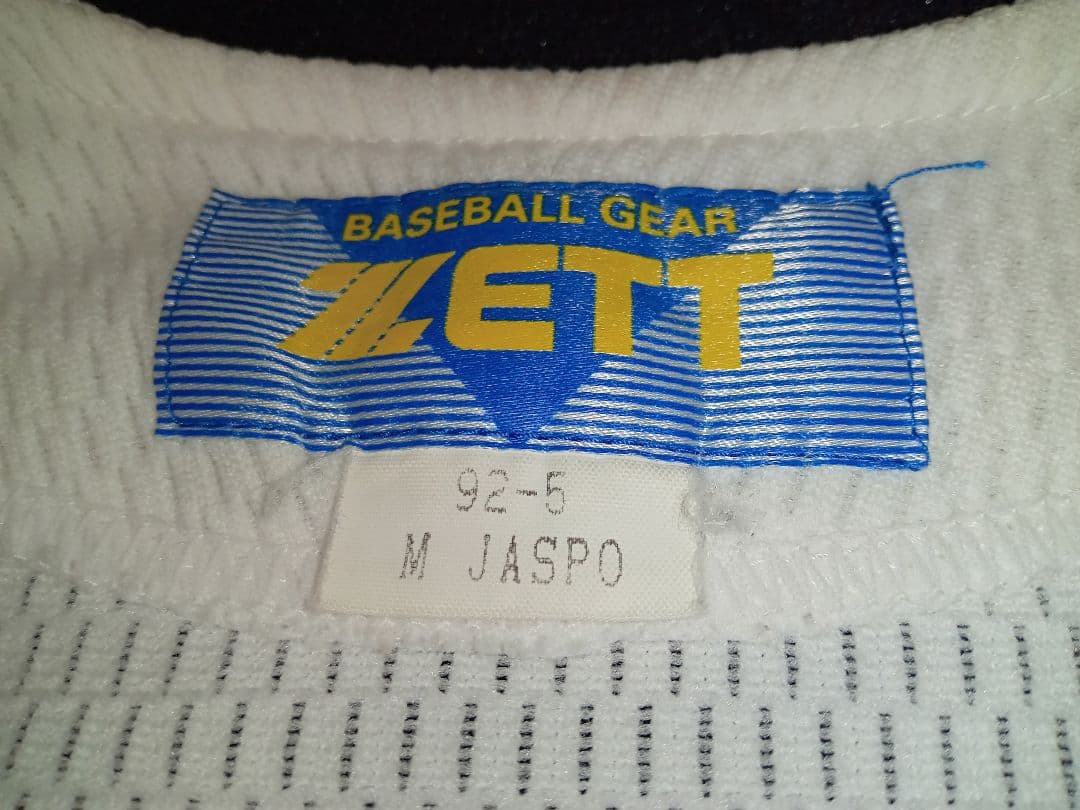 BASEBALL GEAR
ZETT
92-5
M JASPO